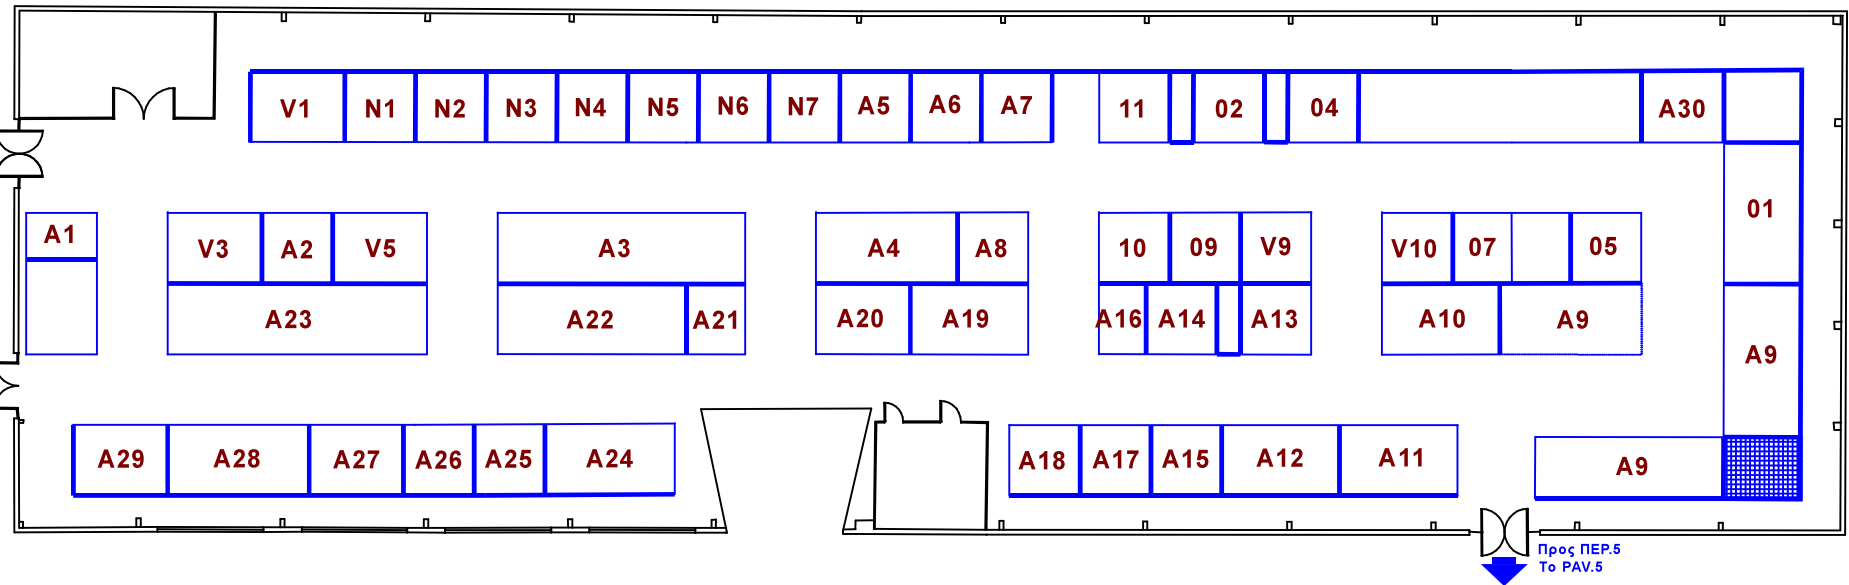 V1 N1 N2 N3 N4 N5 N6 N7 A5 A6 A7 11 02 04 A30
A1 V3 A2 V5 A3 A4 A8 10 09 V9 V10 07 05 01
A23 A22 A21 A20 A19 A16 A14 A13 A10 A9 A9
A29 A28 A27 A26 A25 A24 A18 A17 A15 A12 A11 A9
Προς ΠΕΡ.5
To PAV.5